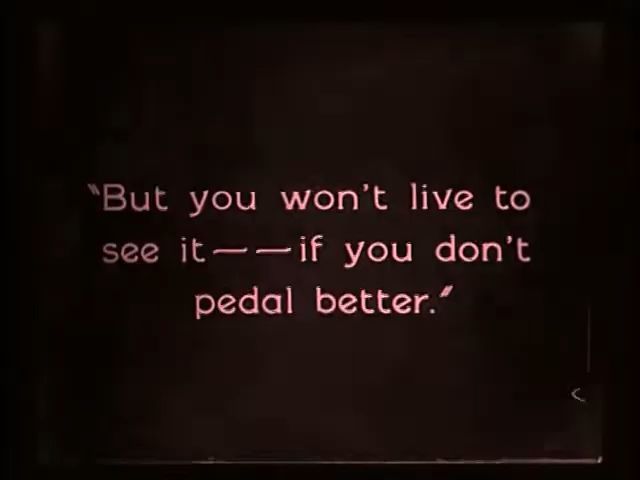 "But you won't live to
see it——if you don't
pedal better."